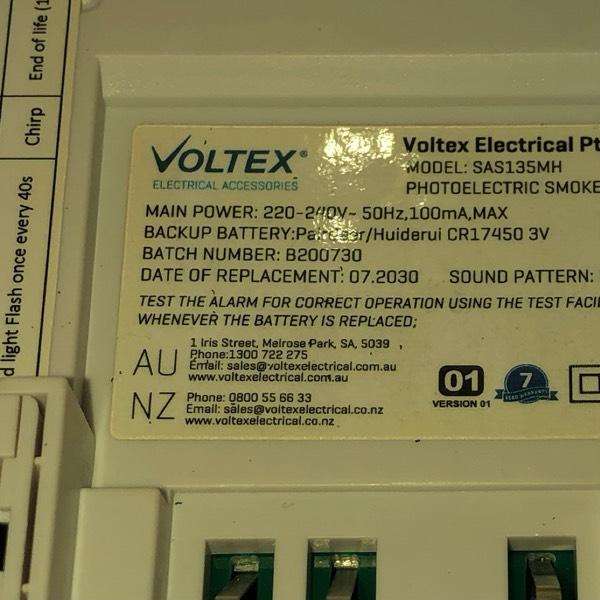 End of life (1
Chirp
d light Flash once every 40s
VOLTEX®
ELECTRICAL ACCESSORIES
Voltex Electrical Pt
MODEL: SAS135MH
PHOTOELECTRIC SMOKE
MAIN POWER: 220-240V~ 50Hz,100mA,MAX
BACKUP BATTERY: /Huiderui CR17450 3V
BATCH NUMBER: B200730
DATE OF REPLACEMENT: 07.2030 SOUND PATTERN:
TEST THE ALARM FOR CORRECT OPERATION USING THE TEST FACI
WHENEVER THE BATTERY IS REPLACED;
AU
1 Iris Street, Melrose Park, SA, 5039
Phone:1300 722 275
Email: sales@voltexelectrical.com.au
www.voltexelectrical.com.au
NZ
Phone: 0800 55 66 33
Email: sales@voltexelectrical.co.nz
www.voltexelectrical.co.nz
01
VERSION 01
7
YEAR WARRANTY